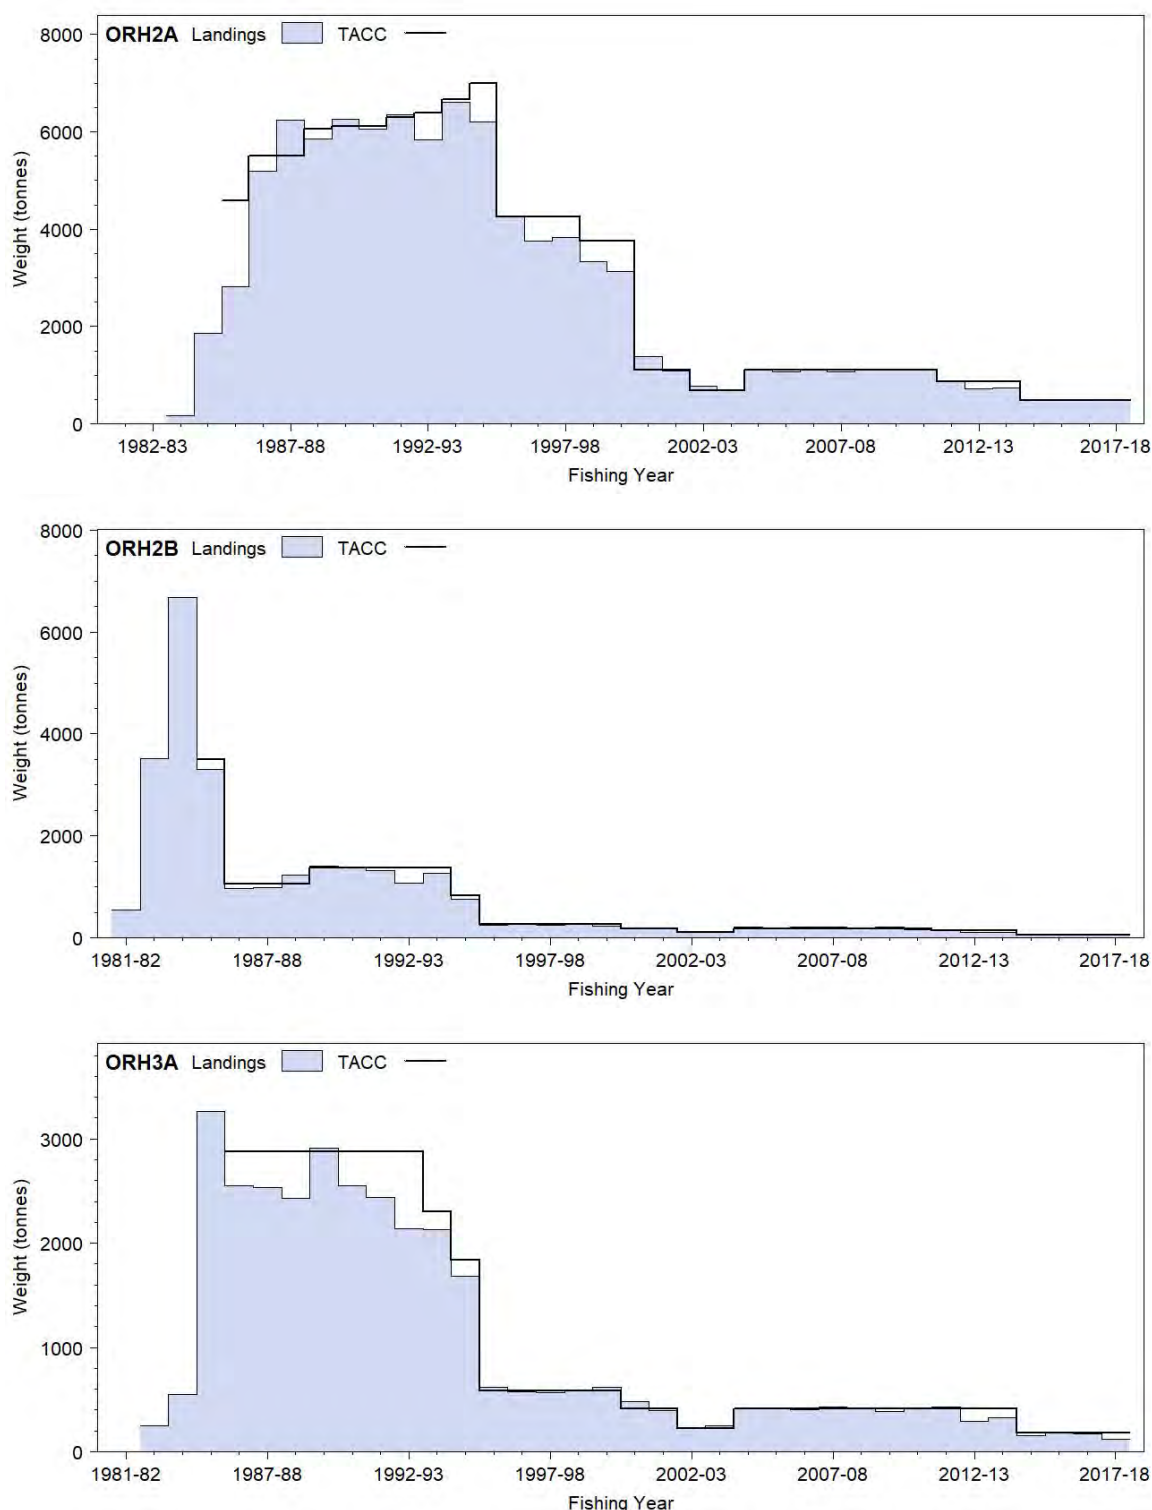 ORH2A Landings TACC
8000
6000
4000
2000
0
Weight (tonnes)
1982-83 1987-88 1992-93 1997-98 2002-03 2007-08 2012-13 2017-18
Fishing Year
ORH2B Landings TACC
8000
6000
4000
2000
0
Weight (tonnes)
1981-82 1987-88 1992-93 1997-98 2002-03 2007-08 2012-13 2017-18
Fishing Year
ORH3A Landings TACC
3000
2000
1000
0
Weight (tonnes)
1981-82 1987-88 1992-93 1997-98 2002-03 2007-08 2012-13 2017-18
Fishing Year